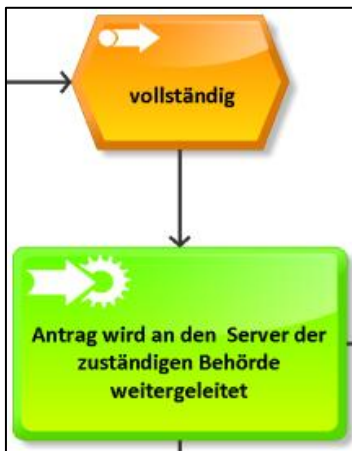 vollständig
Antrag wird an den Server der
zuständigen Behörde
weitergeleitet